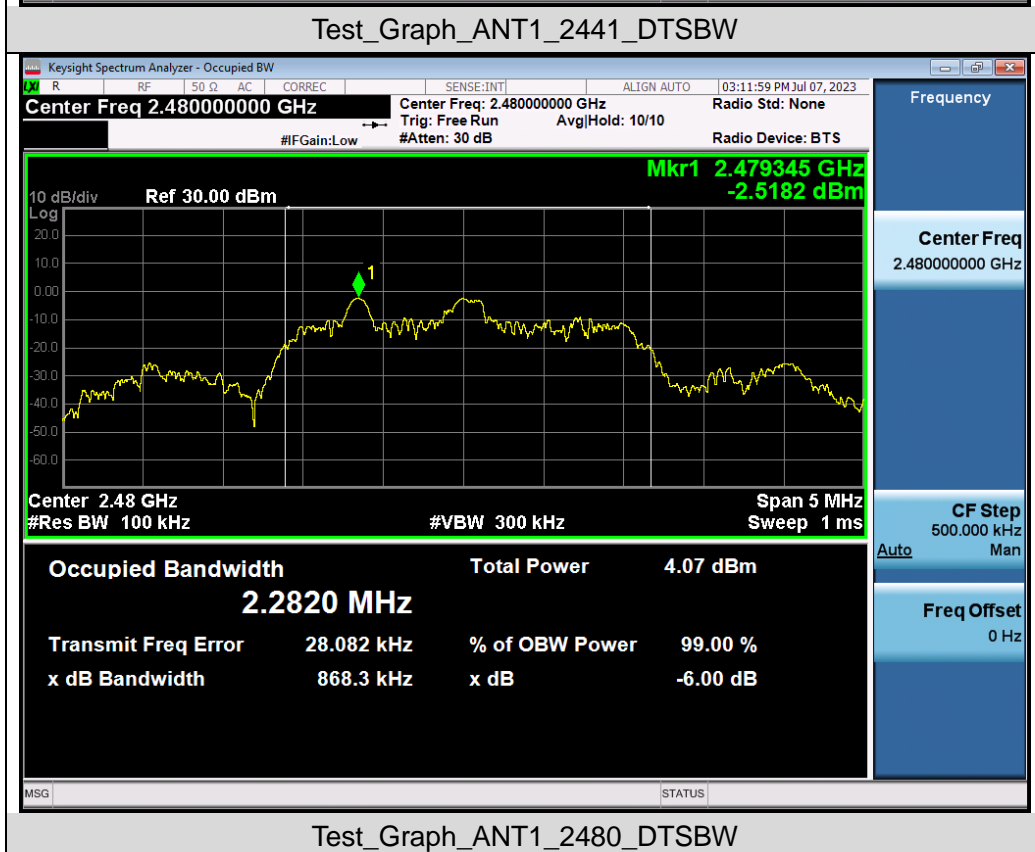 Test_Graph_ANT1_2441_DTSBW
Keysight Spectrum Analyzer - Occupied BW
LXI R RF 50 Ω AC CORREC SENSE:INT ALIGN AUTO 03:11:59 PM Jul 07, 2023
Center Freq 2.480000000 GHz
Center Freq: 2.480000000 GHz Radio Std: None
Trig: Free Run Avg|Hold: 10/10
#IFGain:Low #Atten: 30 dB Radio Device: BTS
Frequency
Mkr1 2.479345 GHz
-2.5182 dBm
10 dB/div Ref 30.00 dBm
Log
20.0
10.0
0.00
-10.0
-20.0
-30.0
-40.0
-50.0
-60.0
1
Center 2.48 GHz Span 5 MHz
#Res BW 100 kHz #VBW 300 kHz Sweep 1 ms
Occupied Bandwidth Total Power 4.07 dBm
2.2820 MHz
Transmit Freq Error 28.082 kHz % of OBW Power 99.00 %
x dB Bandwidth 868.3 kHz x dB -6.00 dB
Center Freq
2.480000000 GHz
CF Step
500.000 kHz
Auto Man
Freq Offset
0 Hz
MSG STATUS
Test_Graph_ANT1_2480_DTSBW